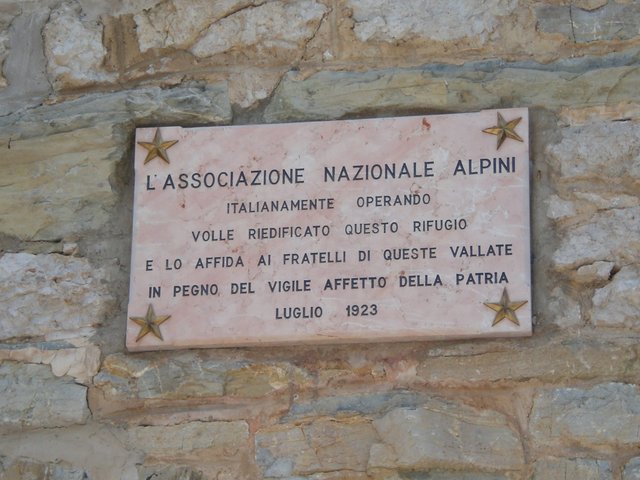 L'ASSOCIAZIONE NAZIONALE ALPINI
ITALIANAMENTE OPERANDO
VOLLE RIEDIFICATO QUESTO RIFUGIO
E LO AFFIDA AI FRATELLI DI QUESTE VALLATE
IN PEGNO DEL VIGILE AFFETTO DELLA PATRIA
LUGLIO 1923